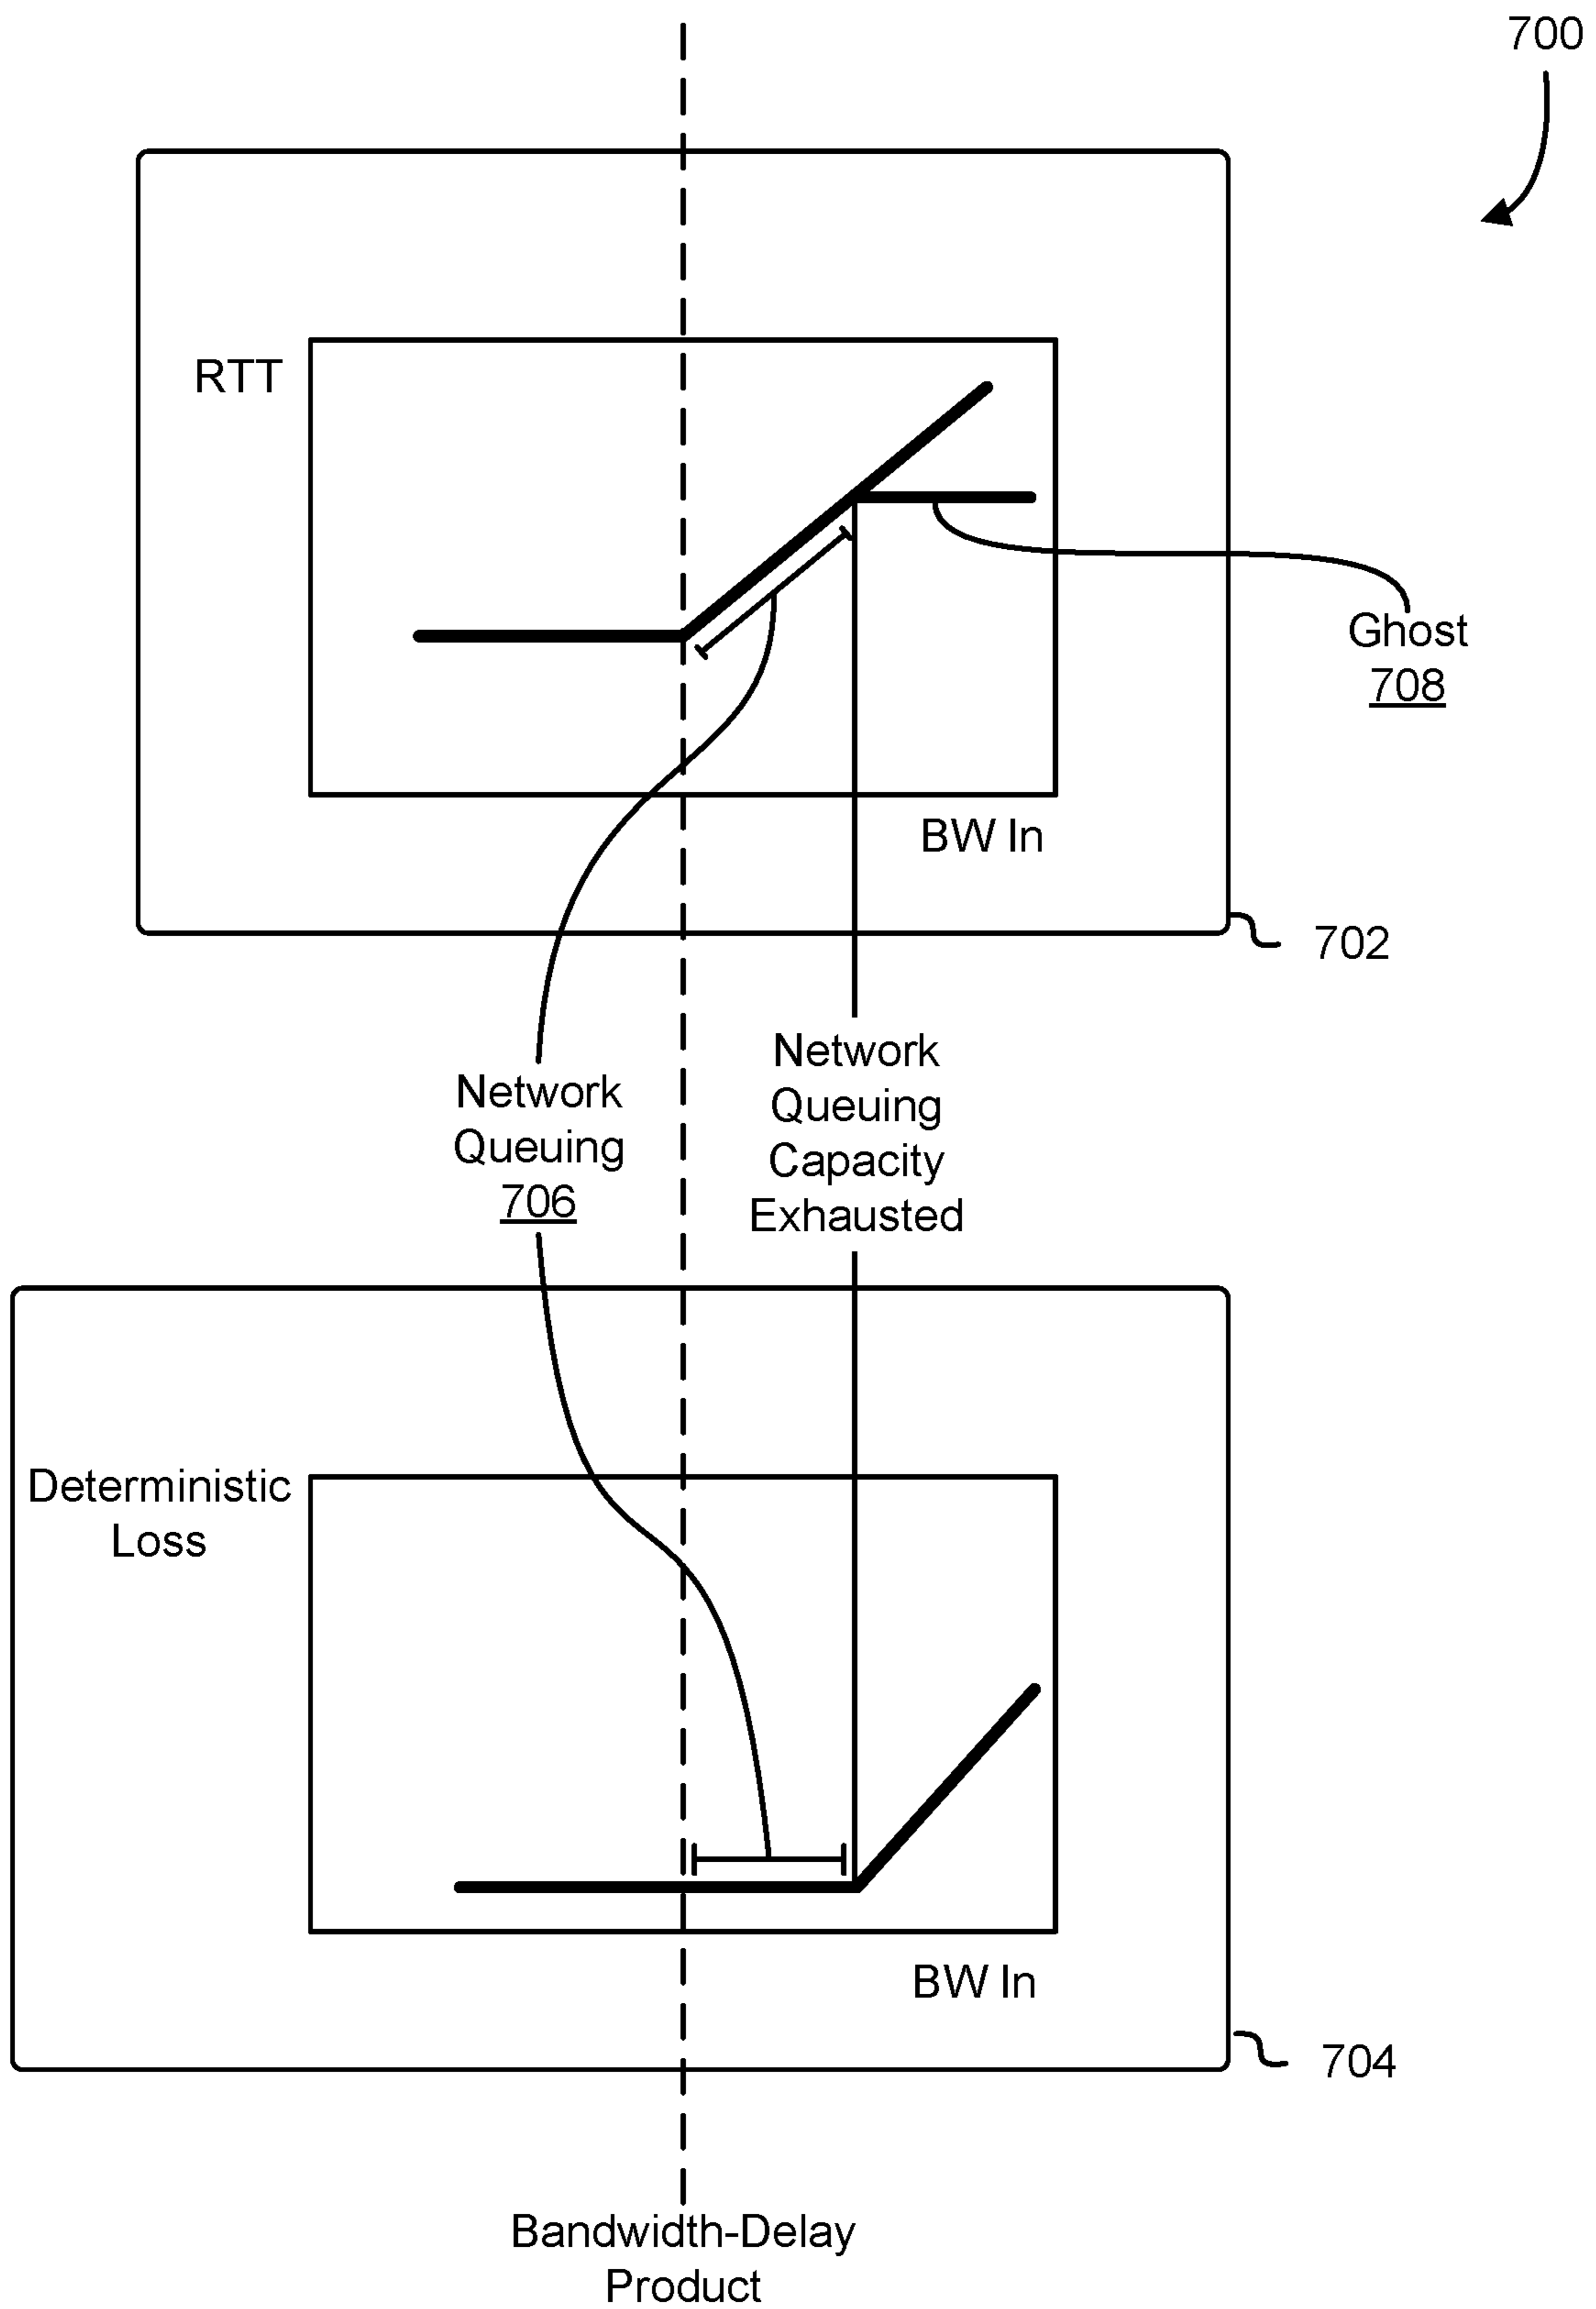 700
RTT
Ghost
708
BW In
702
Network
Queuing
706
Network
Queuing
Capacity
Exhausted
Deterministic
Loss
BW In
704
Bandwidth-Delay
Product